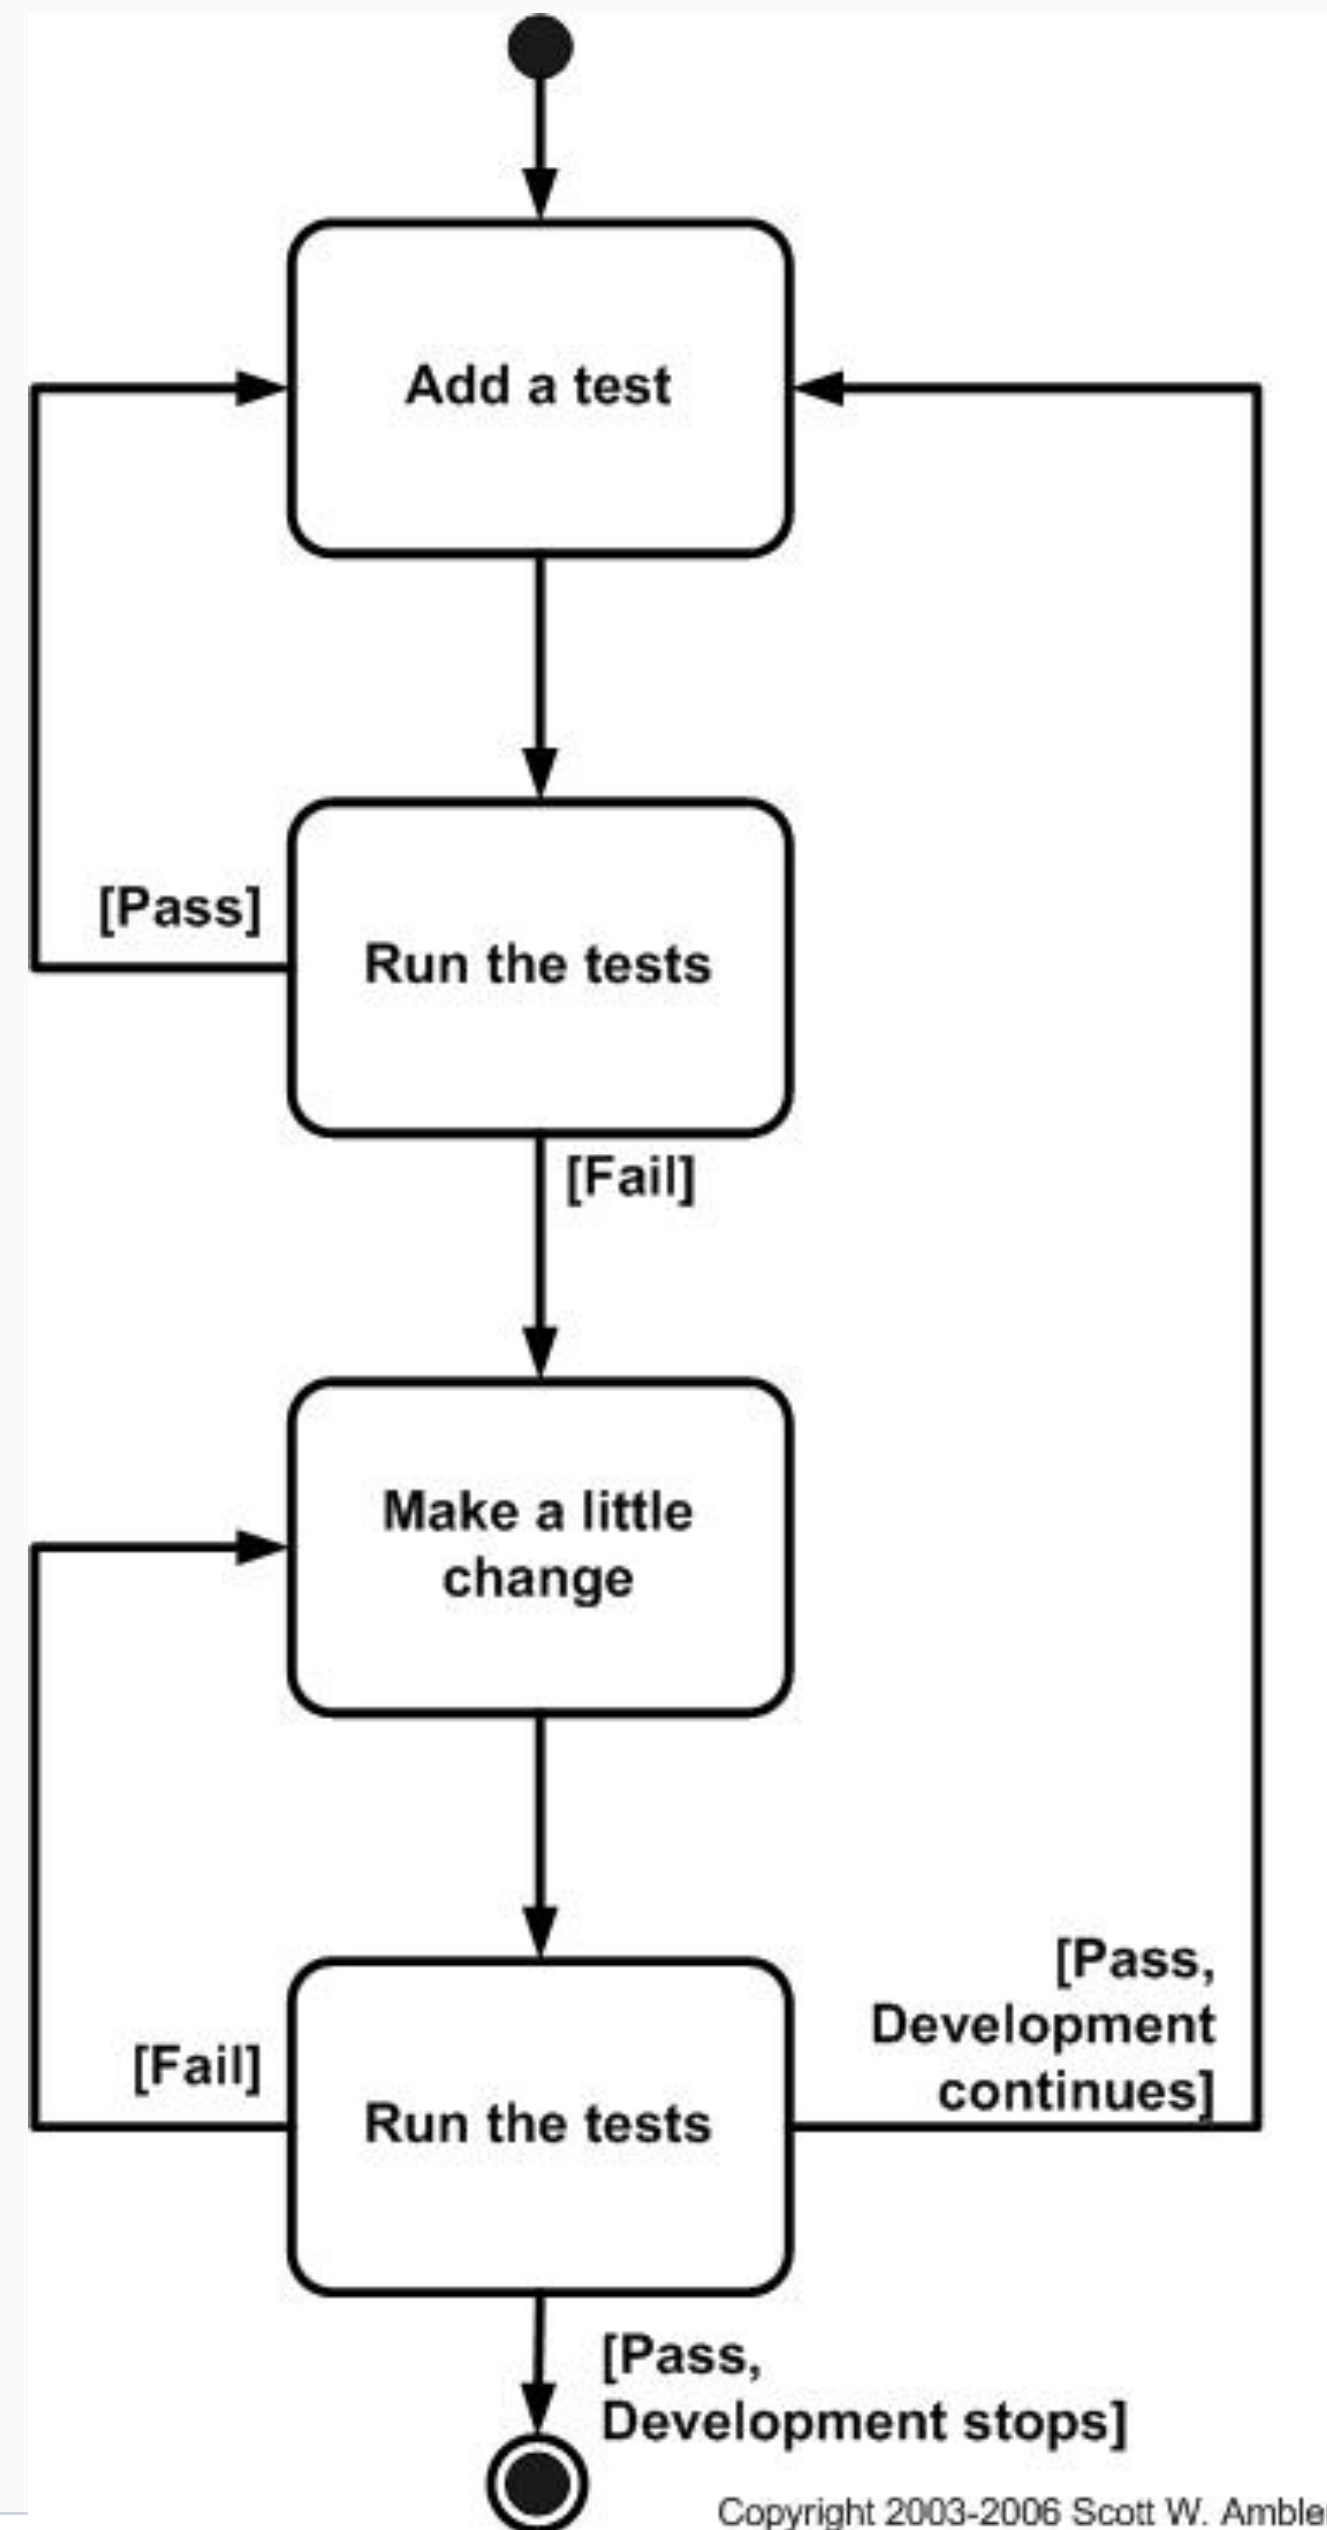 Add a test
[Pass]
Run the tests
[Fail]
Make a little
change
[Pass,
Development
continues]
[Fail]
Run the tests
[Pass,
Development stops]
Copyright 2003-2006 Scott W. Amble